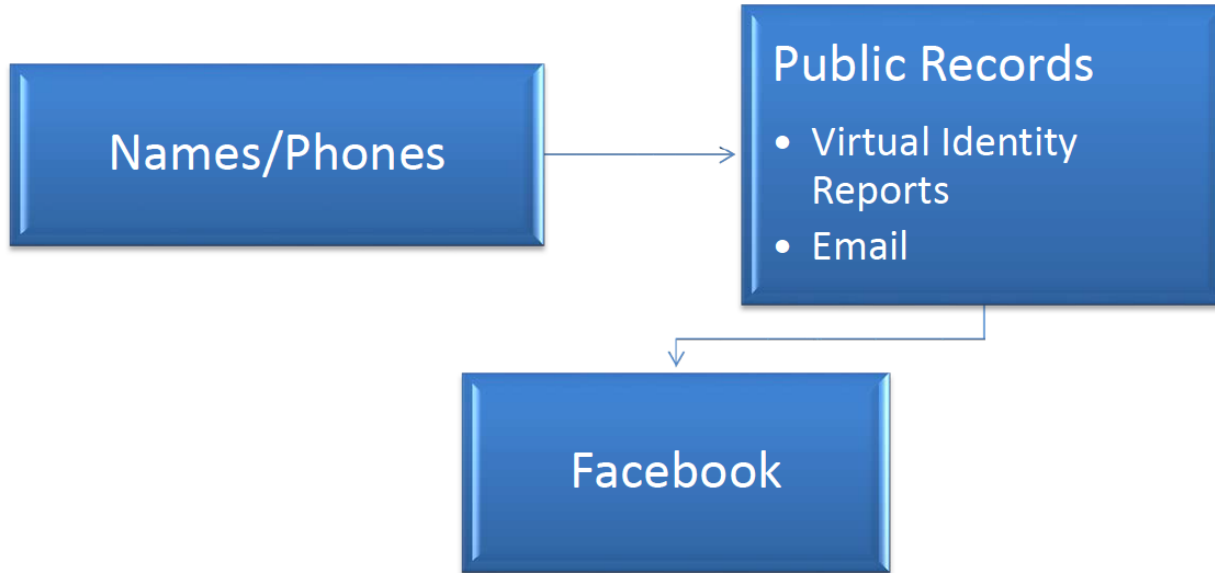 Names/Phones
Public Records
• Virtual Identity
Reports
• Email
Facebook